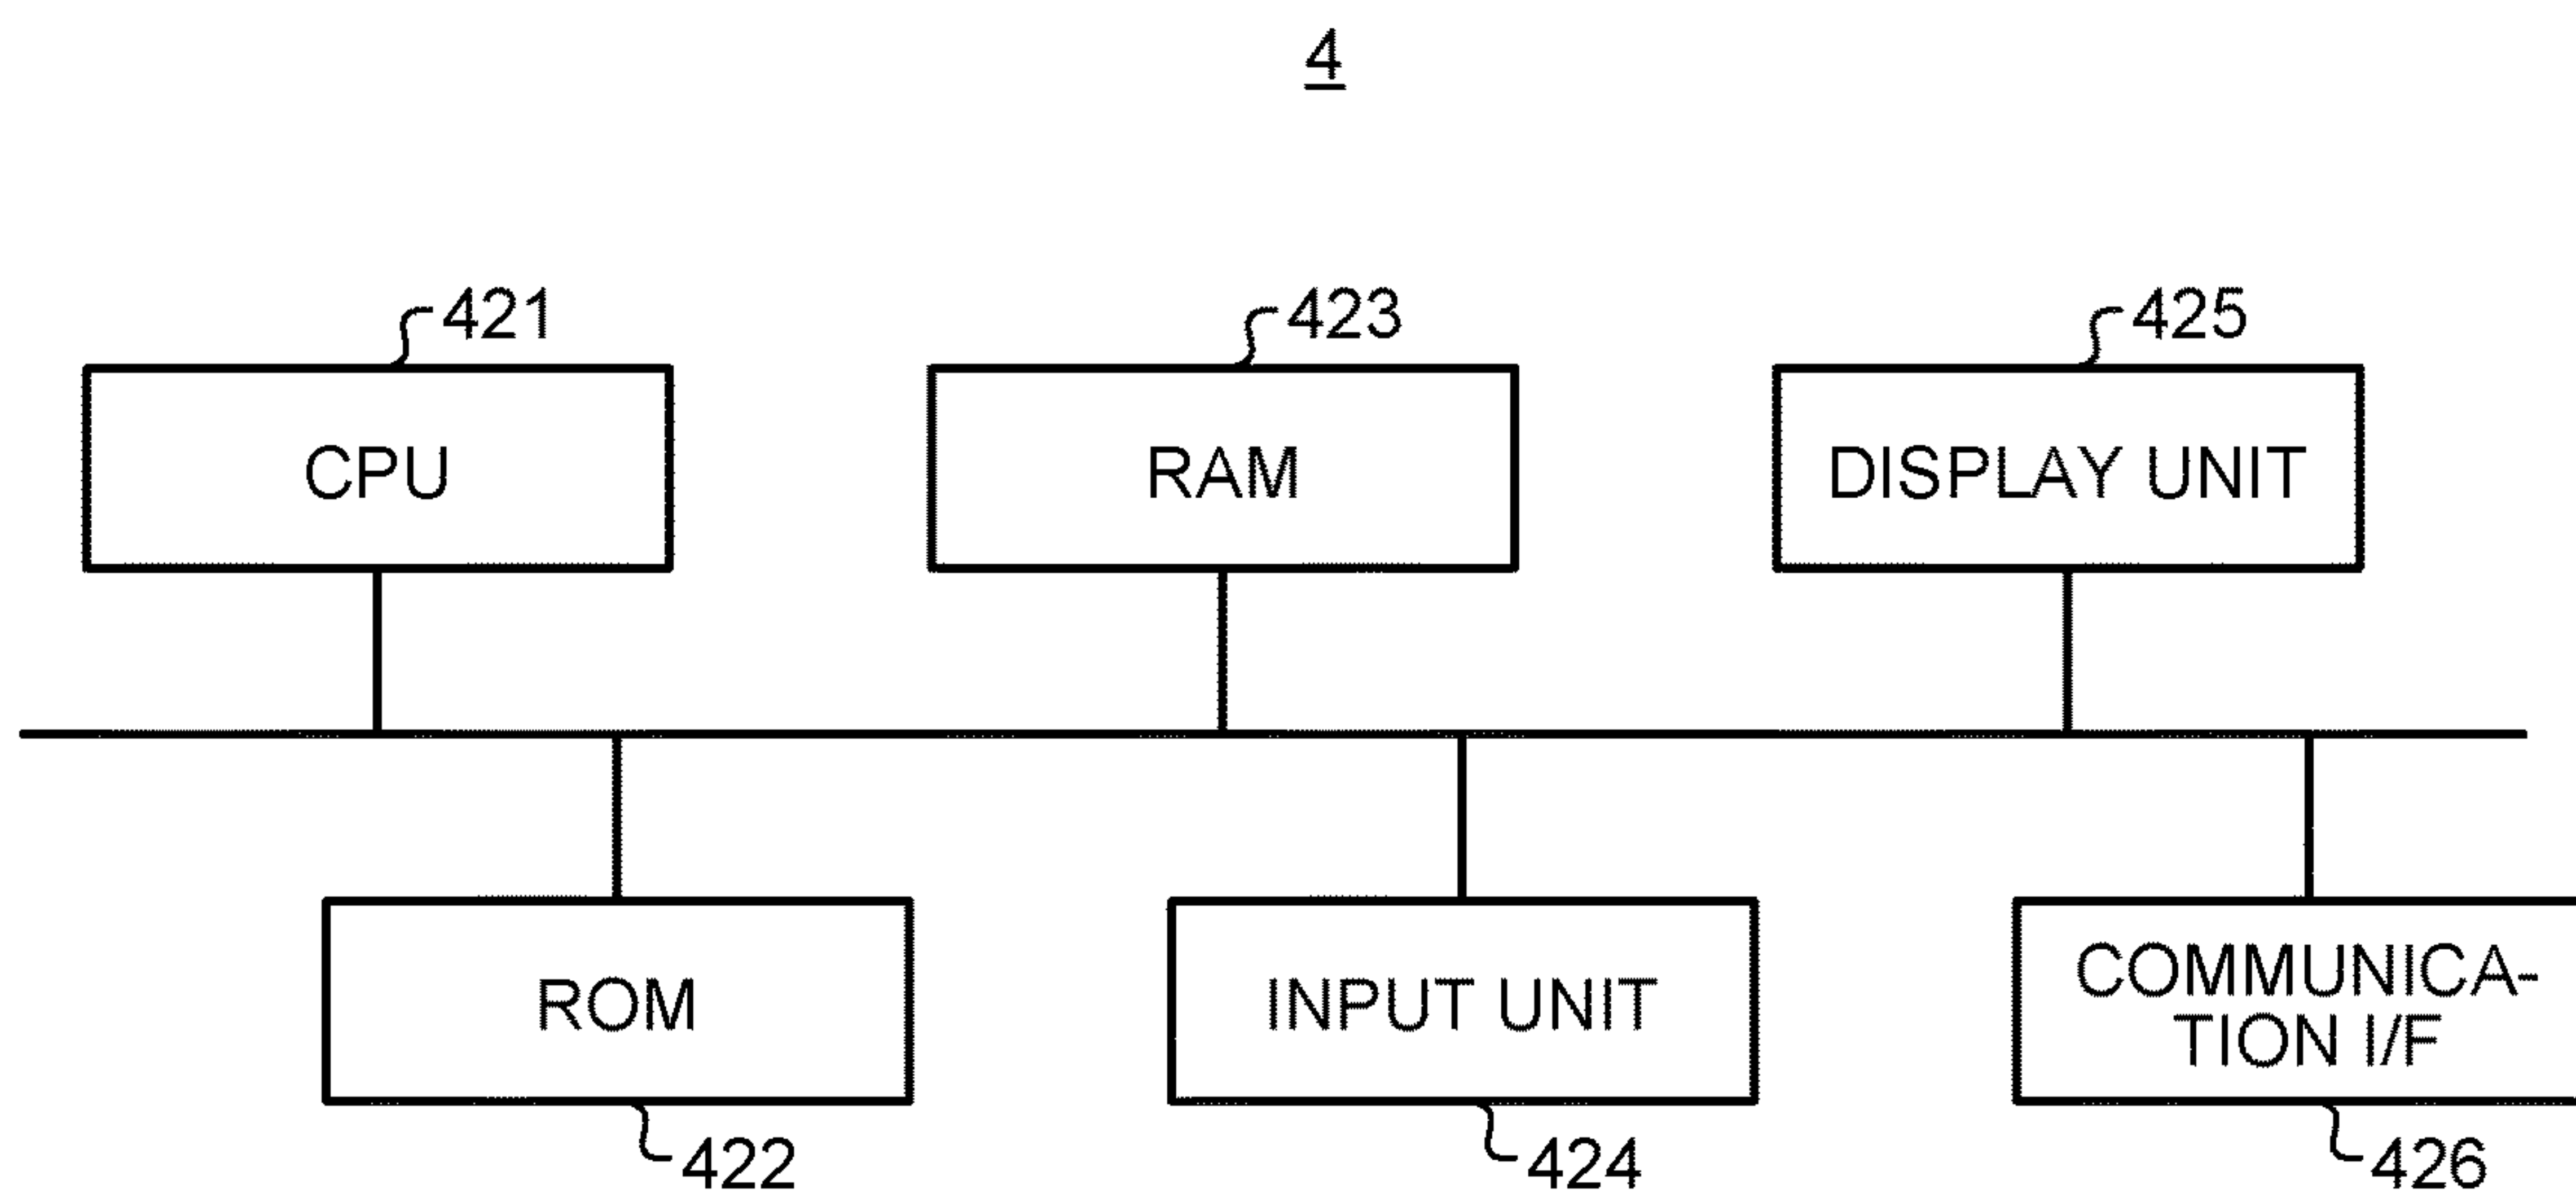 4
421
423
425
CPU
RAM
DISPLAY UNIT
ROM
INPUT UNIT
COMMUNICA-
TION I/F
422
424
426